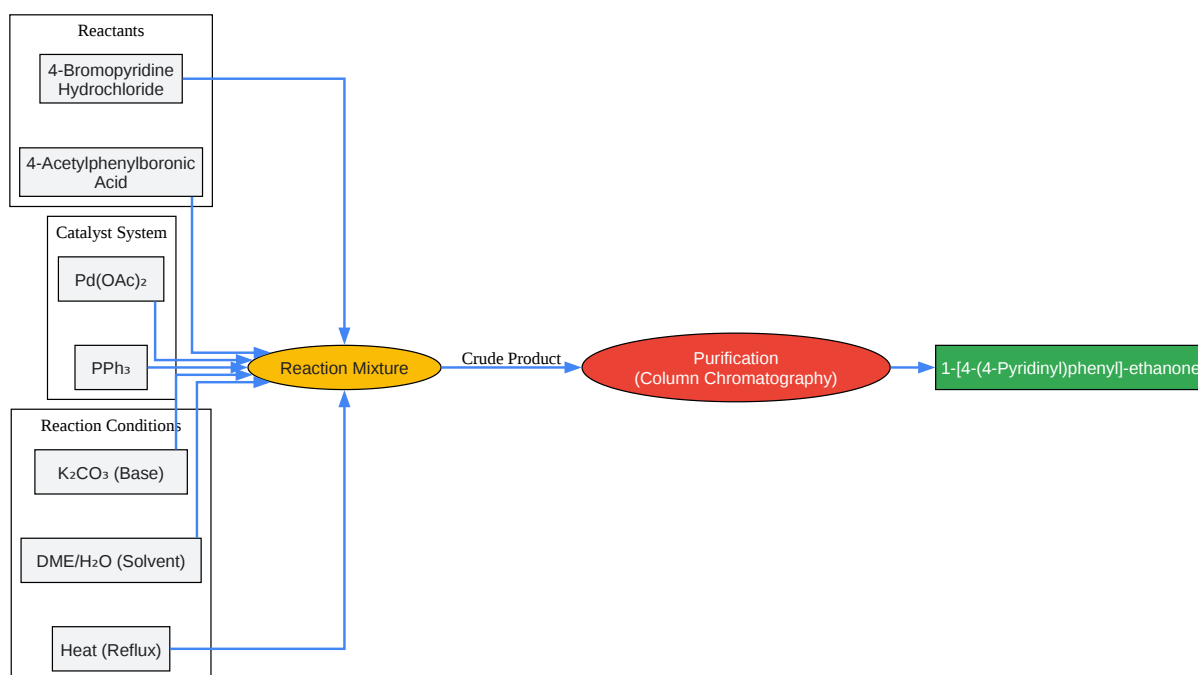 Reactants
4-Bromopyridine
Hydrochloride
4-Acetylphenylboronic
Acid
Catalyst System
Pd(OAc)₂
PPh₃
Reaction Conditions
K₂CO₃ (Base)
DME/H₂O (Solvent)
Heat (Reflux)
Reaction Mixture
Crude Product
Purification
(Column Chromatography)
1-[4-(4-Pyridinyl)phenyl]-ethanone